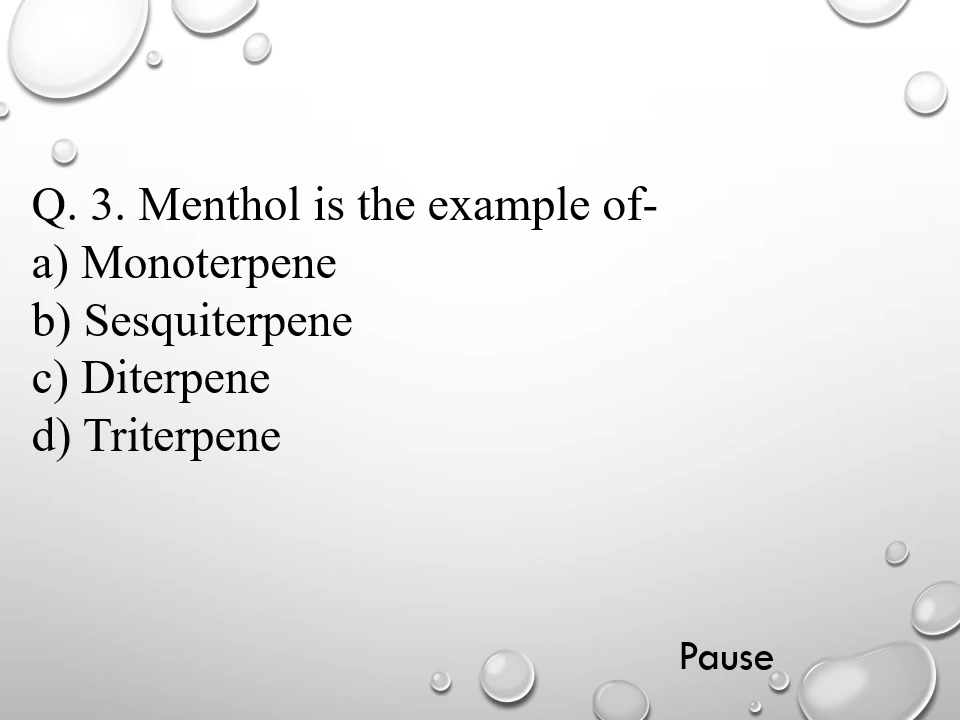 Q. 3. Menthol is the example of-
a) Monoterpene
b) Sesquiterpene
c) Diterpene
d) Triterpene
Pause